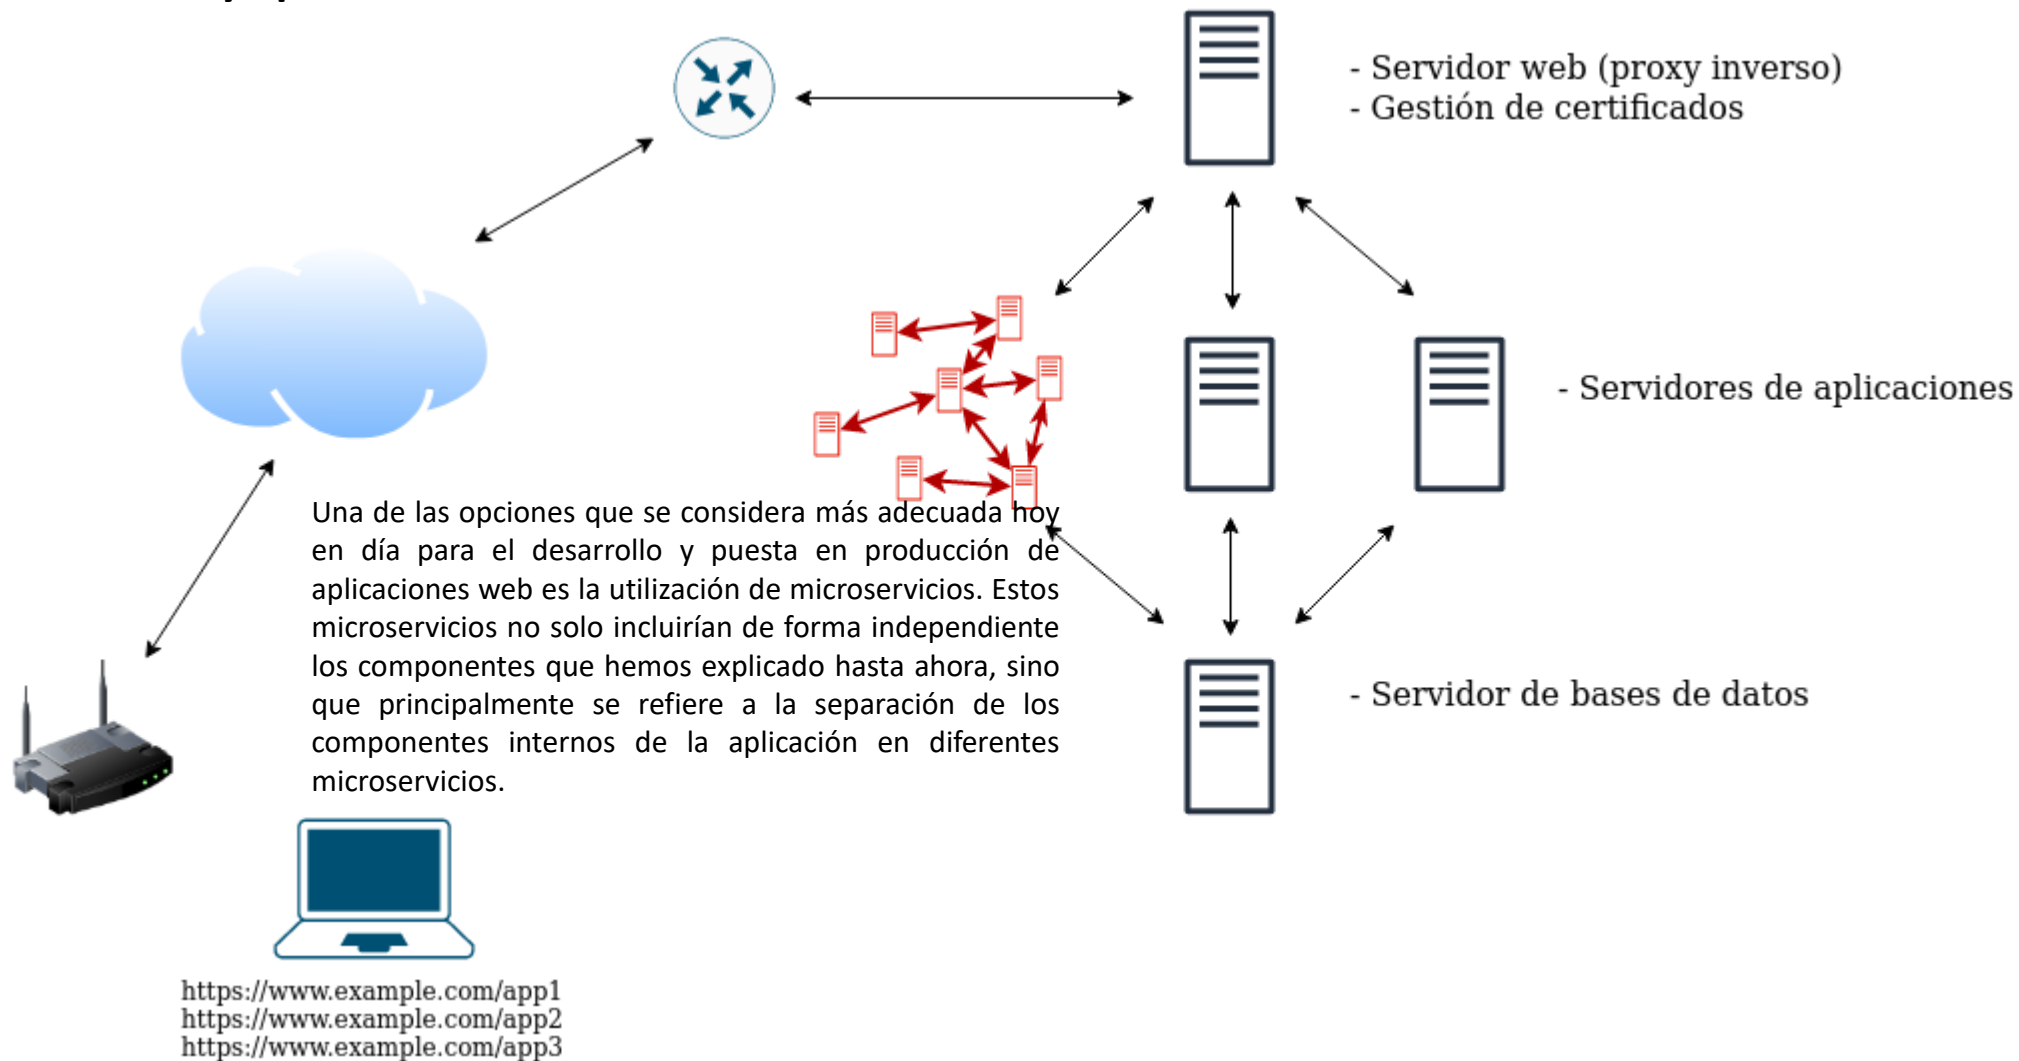 - Servidor web (proxy inverso)
- Gestión de certificados
- Servidores de aplicaciones
Una de las opciones que se considera más adecuada hoy
en día para el desarrollo y puesta en producción de
aplicaciones web es la utilización de microservicios. Estos
microservicios no solo incluirían de forma independiente
los componentes que hemos explicado hasta ahora, sino
que principalmente se refiere a la separación de los
componentes internos de la aplicación en diferentes
microservicios.
- Servidor de bases de datos
https://www.example.com/app1
https://www.example.com/app2
https://www.example.com/app3